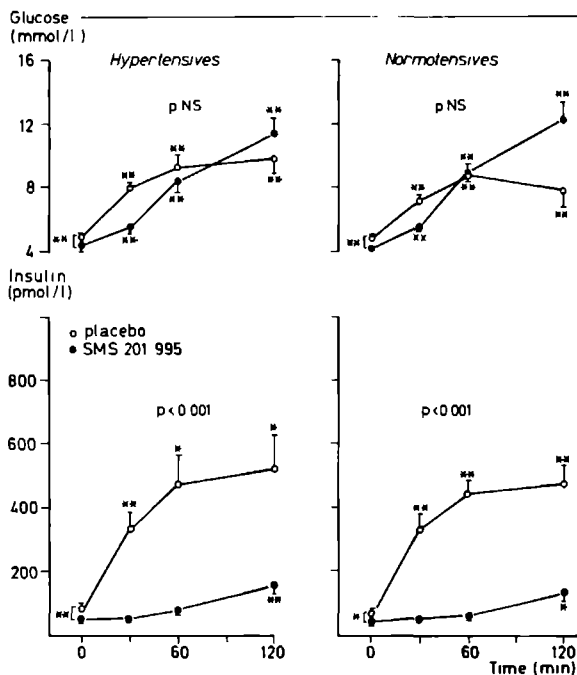 Glucose
(mmol/l)
Hypertensives
Normotensives
16
12
8
4
p NS
p NS
** ** ** ** ** ** **
** ** ** ** ** ** **
Insulin
(pmol/l)
placebo
SMS 201 995
800
600
400
200
p < 0 001
p < 0.001
** ** * * **
* ** ** ** *
0 60 120
0 60 120
Time (min)